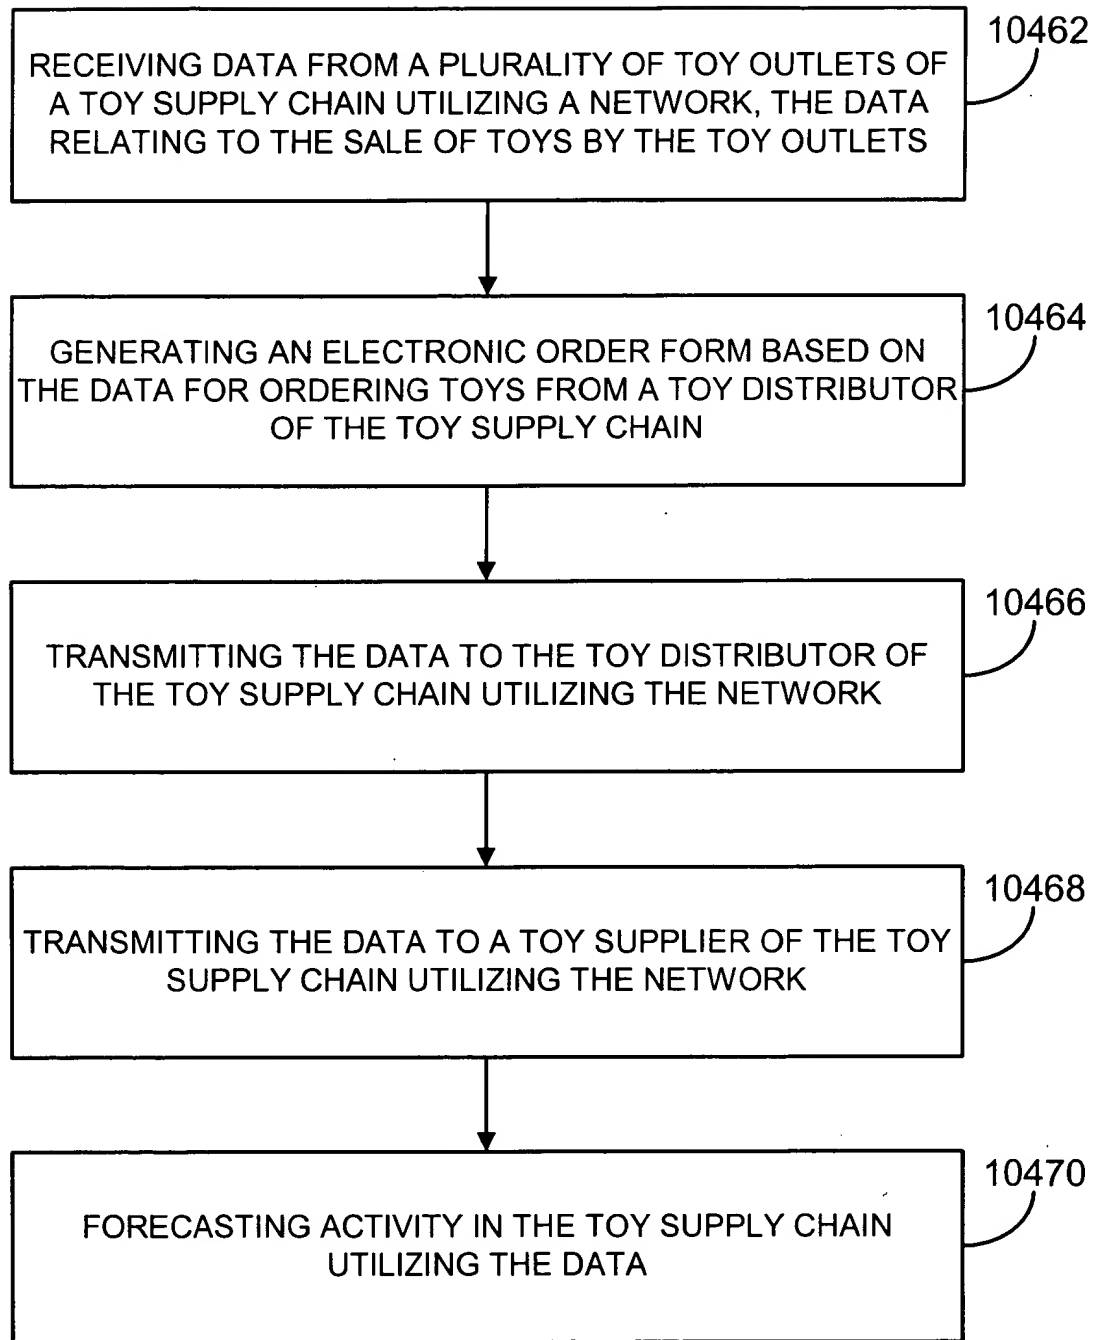 10462
RECEIVING DATA FROM A PLURALITY OF TOY OUTLETS OF
A TOY SUPPLY CHAIN UTILIZING A NETWORK, THE DATA
RELATING TO THE SALE OF TOYS BY THE TOY OUTLETS
10464
GENERATING AN ELECTRONIC ORDER FORM BASED ON
THE DATA FOR ORDERING TOYS FROM A TOY DISTRIBUTOR
OF THE TOY SUPPLY CHAIN
10466
TRANSMITTING THE DATA TO THE TOY DISTRIBUTOR OF
THE TOY SUPPLY CHAIN UTILIZING THE NETWORK
10468
TRANSMITTING THE DATA TO A TOY SUPPLIER OF THE TOY
SUPPLY CHAIN UTILIZING THE NETWORK
10470
FORECASTING ACTIVITY IN THE TOY SUPPLY CHAIN
UTILIZING THE DATA